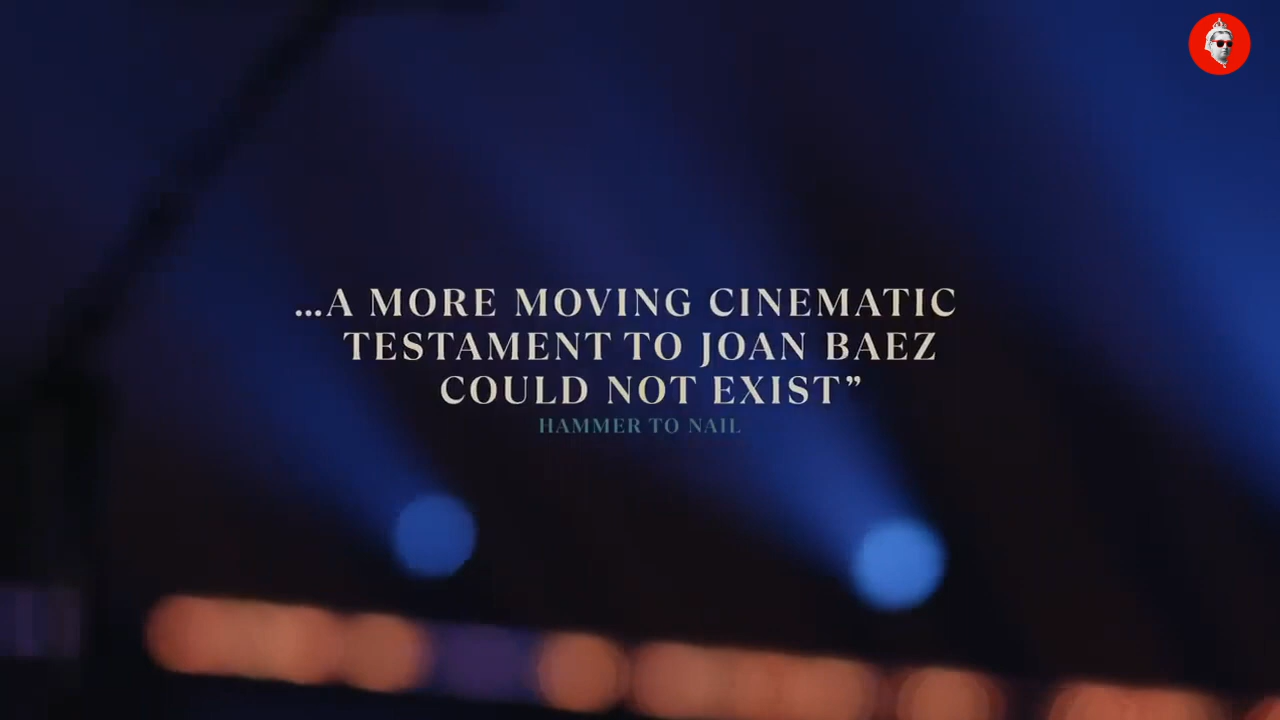 ...A MORE MOVING CINEMATIC
TESTAMENT TO JOAN BAEZ
COULD NOT EXIST”
HAMMER TO NAIL